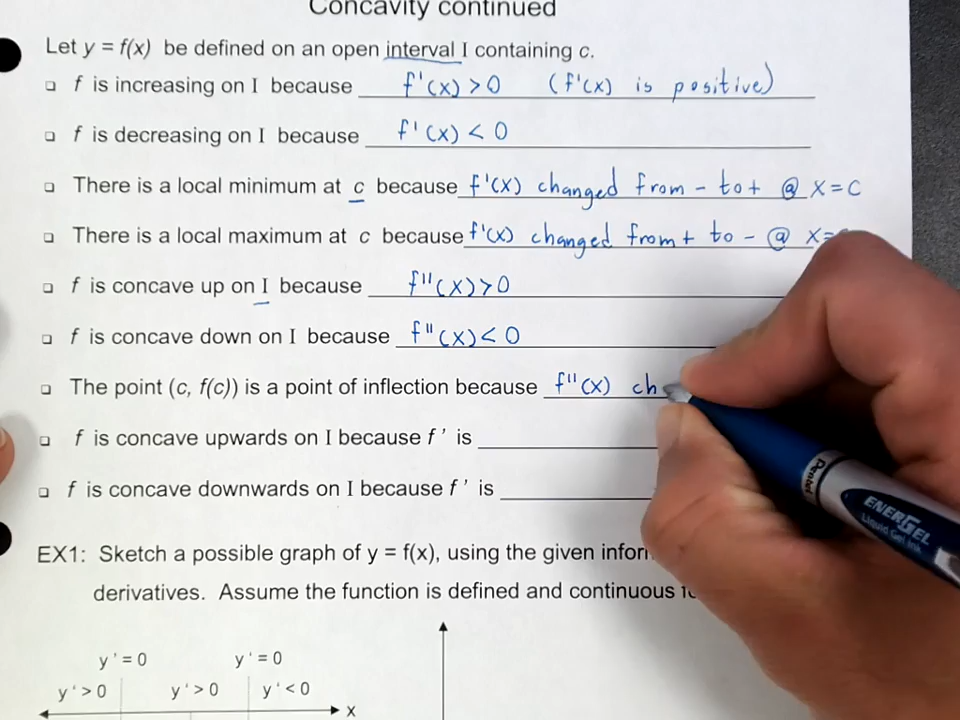 Concavity continued
Let y = f(x) be defined on an open interval I containing c.
f is increasing on I because f'(x) > 0 (f'(x) is positive)
f is decreasing on I because f'(x) < 0
There is a local minimum at c because f'(x) changed from - to + @ x = c
There is a local maximum at c because f'(x) changed from + to - @ x =
f is concave up on I because f''(x) > 0
f is concave down on I because f''(x) < 0
The point (c, f(c)) is a point of inflection because f''(x) ch
f is concave upwards on I because f ' is
f is concave downwards on I because f ' is
EX1: Sketch a possible graph of y = f(x), using the given
derivatives. Assume the function is defined and continuous
y ' = 0 y ' = 0
y ' > 0 y ' > 0 y ' < 0
x
Pentel
ENERGEL
Liquid Gel Ink